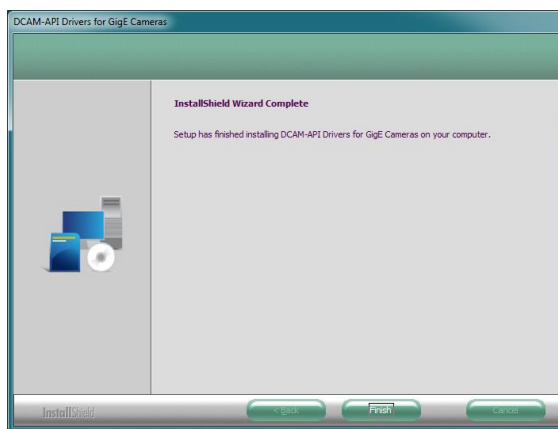 DCAM-API Drivers for GigE Cameras
InstallShield Wizard Complete
Setup has finished installing DCAM-API Drivers for GigE Cameras on your computer.
InstallShield
< Back
Finish
Cancel